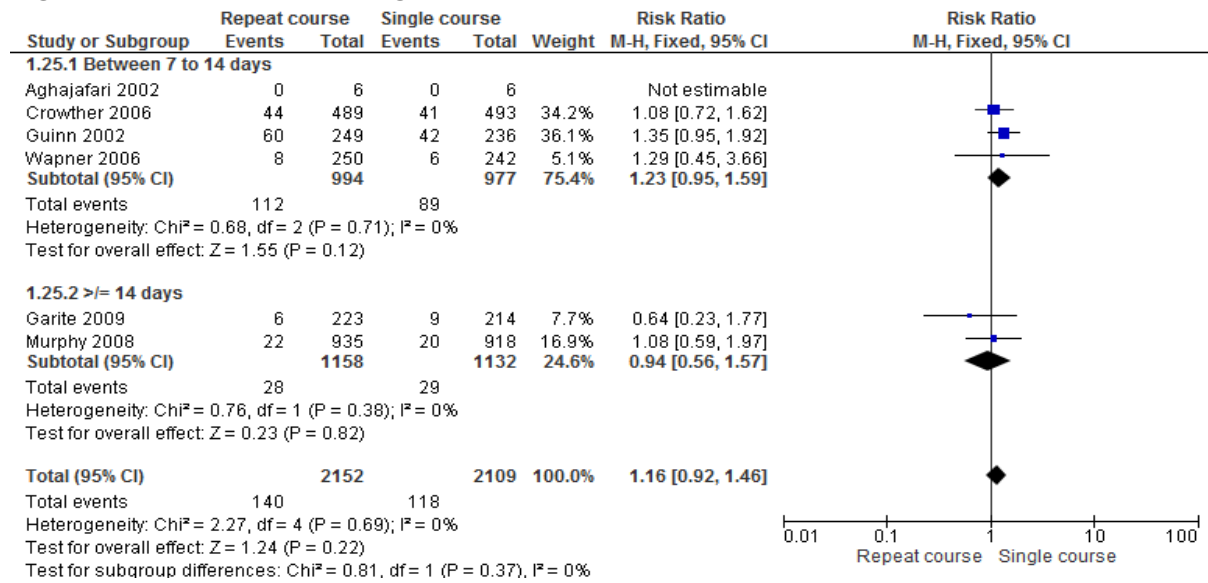 Repeat course Single course Risk Ratio Risk Ratio
Study or Subgroup Events Total Events Total Weight M-H, Fixed, 95% CI M-H, Fixed, 95% CI
1.25.1 Between 7 to 14 days
Aghajafari 2002 0 6 0 6 Not estimable
Crowther 2006 44 489 41 493 34.2% 1.08 [0.72, 1.62]
Guinn 2002 60 249 42 236 36.1% 1.35 [0.95, 1.92]
Wapner 2006 8 250 6 242 5.1% 1.29 [0.45, 3.66]
Subtotal (95% CI) 994 977 75.4% 1.23 [0.95, 1.59]
Total events 112 89
Heterogeneity: Chi² = 0.68, df = 2 (P = 0.71); I² = 0%
Test for overall effect: Z = 1.55 (P = 0.12)
1.25.2 >/= 14 days
Garite 2009 6 223 9 214 7.7% 0.64 [0.23, 1.77]
Murphy 2008 22 935 20 918 16.9% 1.08 [0.59, 1.97]
Subtotal (95% CI) 1158 1132 24.6% 0.94 [0.56, 1.57]
Total events 28 29
Heterogeneity: Chi² = 0.76, df = 1 (P = 0.38); I² = 0%
Test for overall effect: Z = 0.23 (P = 0.82)
Total (95% CI) 2152 2109 100.0% 1.16 [0.92, 1.46]
Total events 140 118
Heterogeneity: Chi² = 2.27, df = 4 (P = 0.69); I² = 0%
Test for overall effect: Z = 1.24 (P = 0.22)
Test for subgroup differences: Chi² = 0.81, df = 1 (P = 0.37), I² = 0%
0.01 0.1 1 10 100
Repeat course Single course